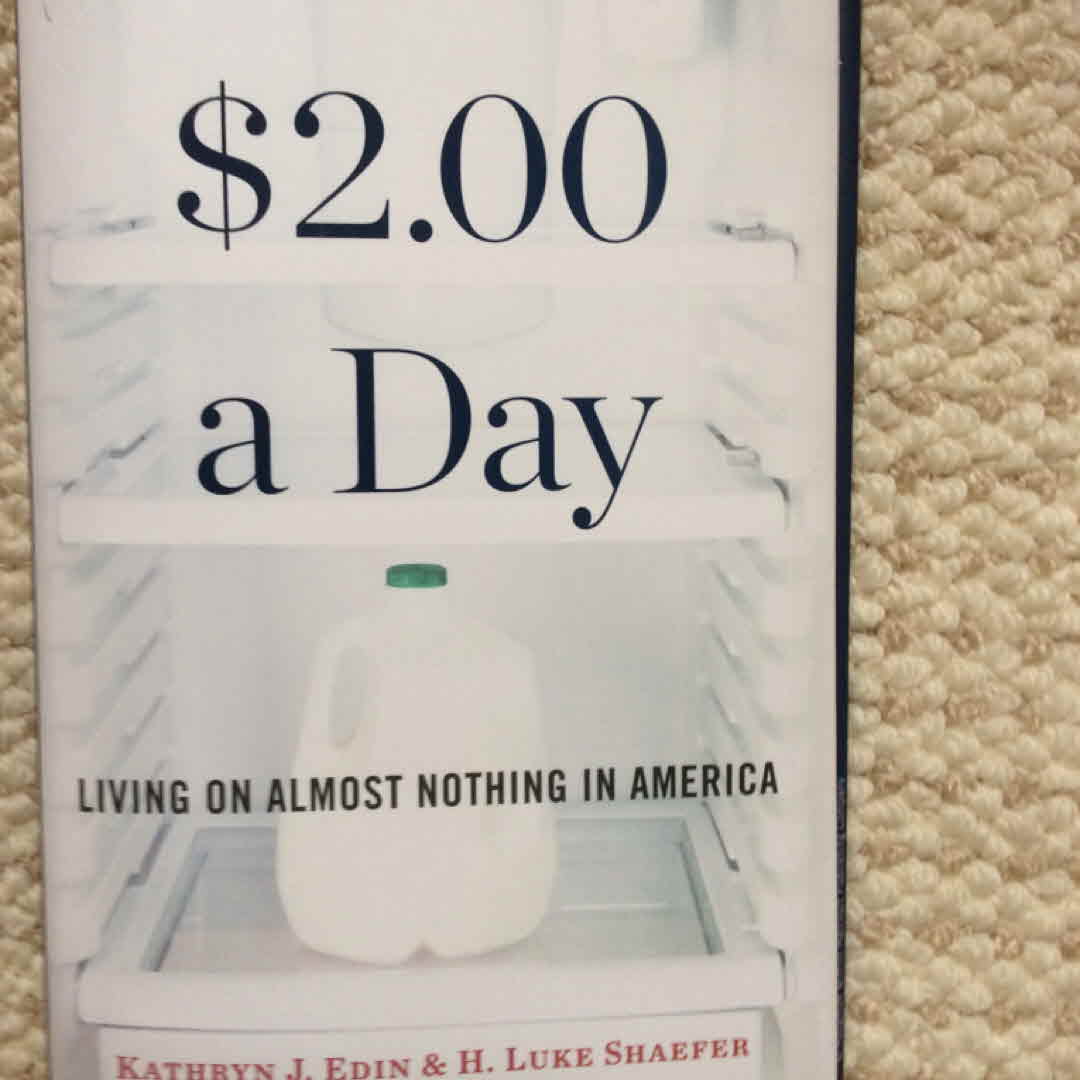 $2.00
a Day
LIVING ON ALMOST NOTHING IN AMERICA
KATHRYN J. EDIN & H. LUKE SHAEFER